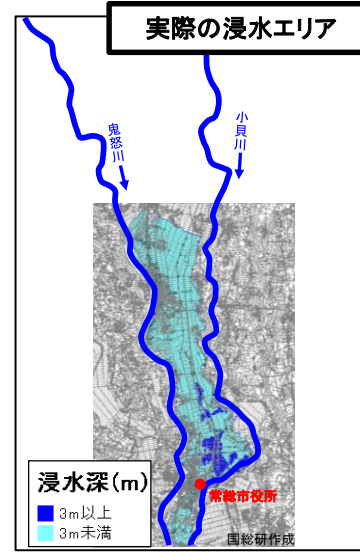 実際の浸水エリア
鬼怒川
小貝川
浸水深(m)
3m以上
3m未満
常総市役所
国総研作成